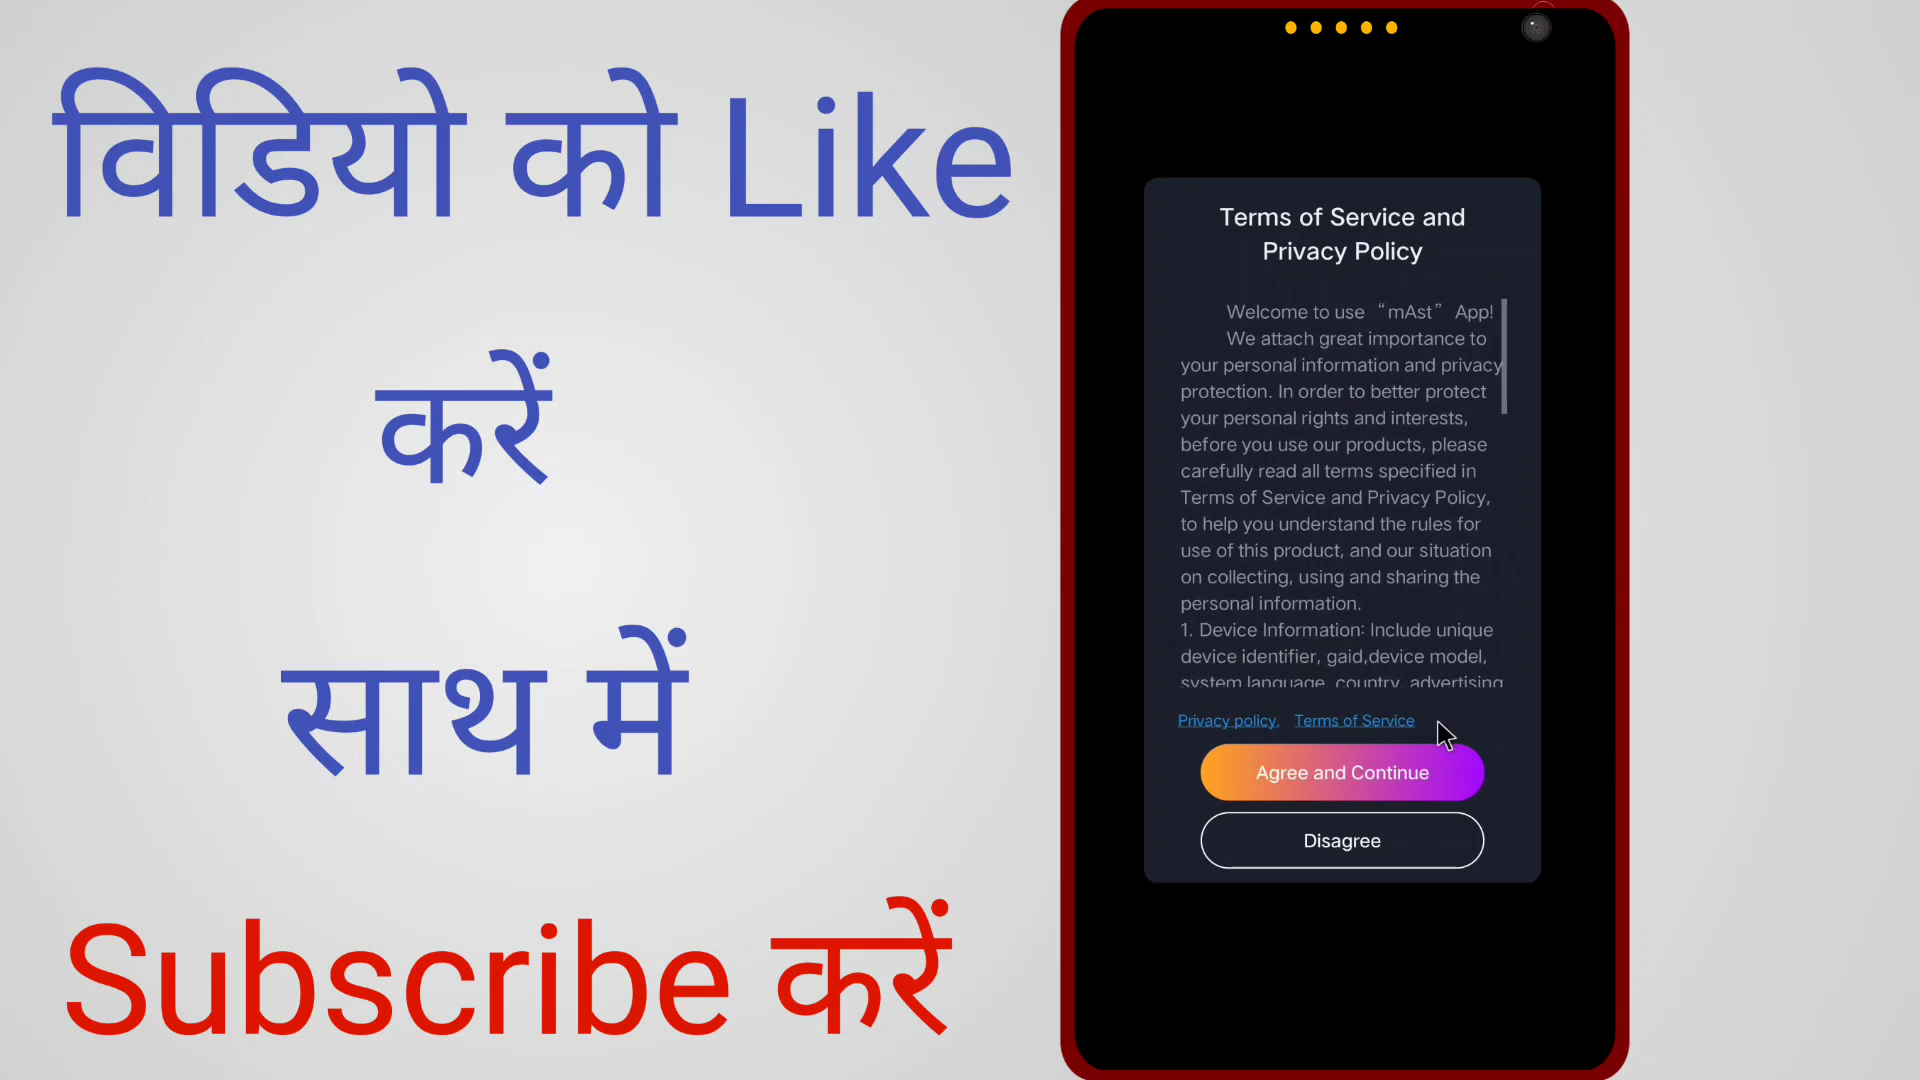 विडियो को Like
करें
साथ में
Subscribe करें
Terms of Service and
Privacy Policy
Welcome to use “mAst” App!
We attach great importance to
your personal information and privacy
protection. In order to better protect
your personal rights and interests,
before you use our products, please
carefully read all terms specified in
Terms of Service and Privacy Policy,
to help you understand the rules for
use of this product, and our situation
on collecting, using and sharing the
personal information.
1. Device Information: Include unique
device identifier, gaid,device model,
system language, country, advertising
Privacy policy, Terms of Service
Agree and Continue
Disagree